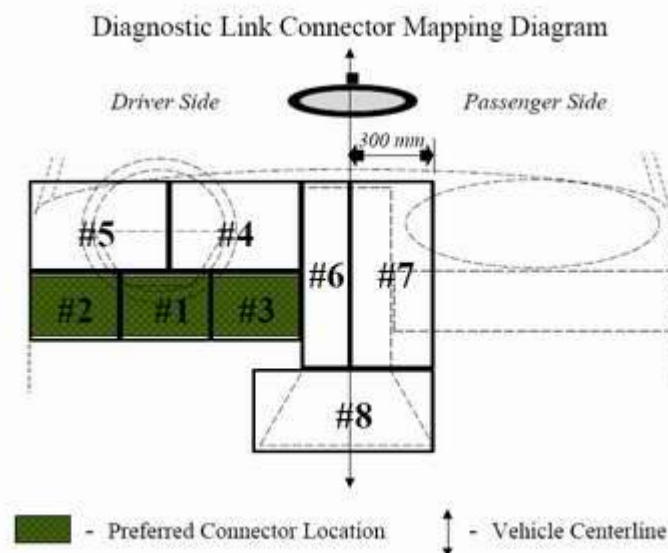 Diagnostic Link Connector Mapping Diagram
Driver Side
Passenger Side
300 mm
#5
#4
#6
#7
#2
#1
#3
#8
- Preferred Connector Location
- Vehicle Centerline